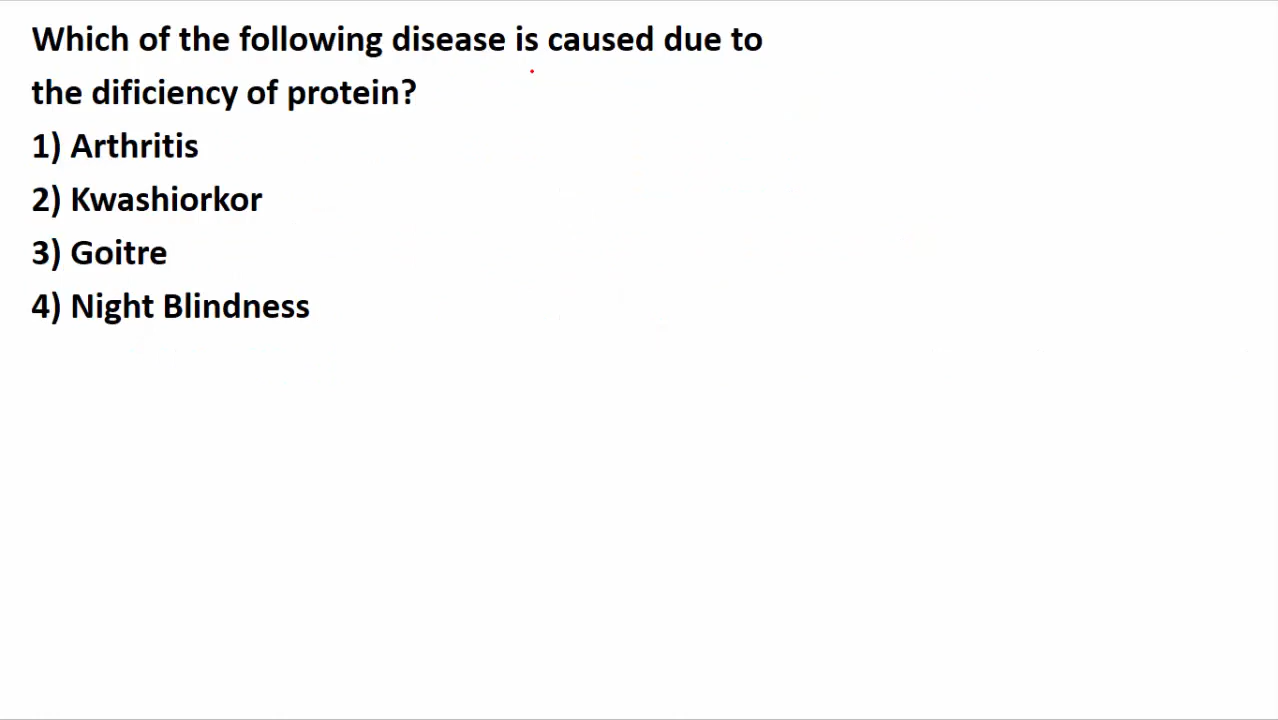 Which of the following disease is caused due to
the dificiency of protein?
1) Arthritis
2) Kwashiorkor
3) Goitre
4) Night Blindness